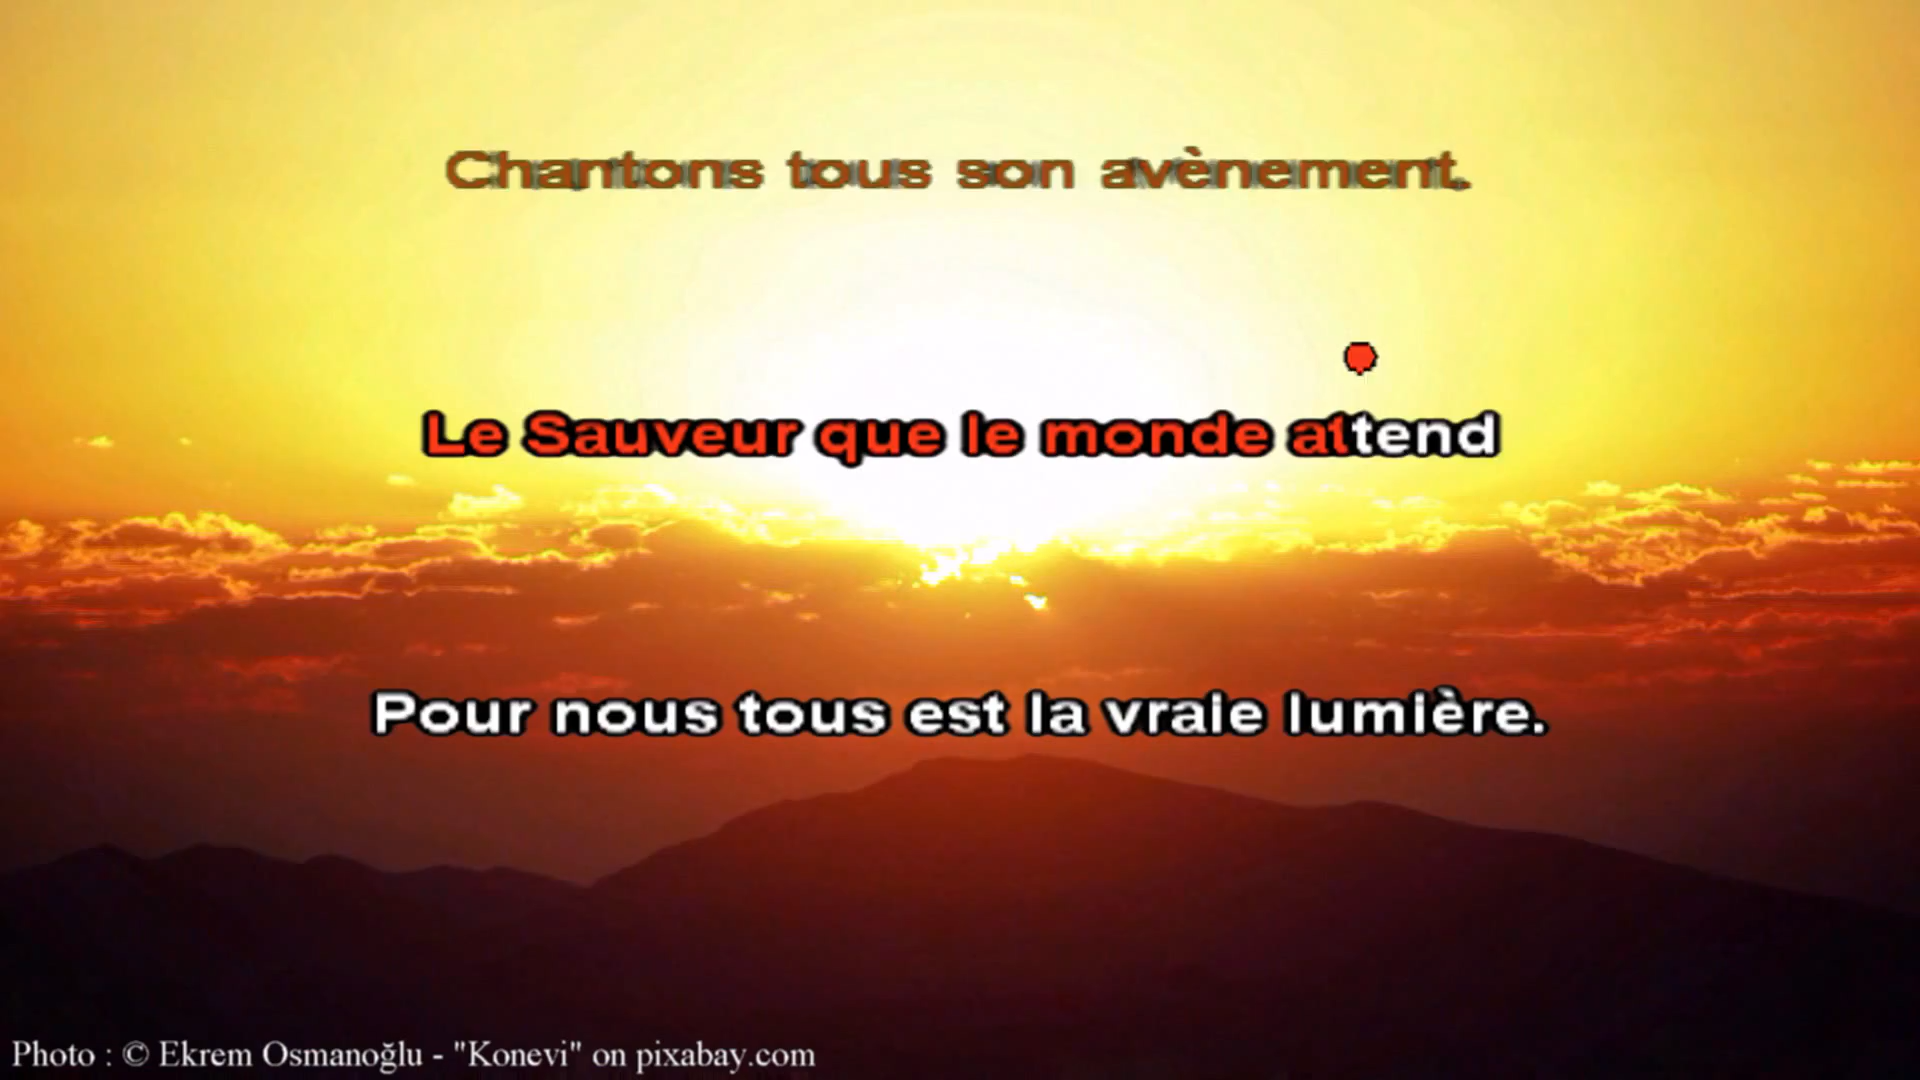 Chantons tous son avènement.
Le Sauveur que le monde attend
Pour nous tous est la vraie lumière.
Photo : © Ekrem Osmanoğlu - "Konevi" on pixabay.com